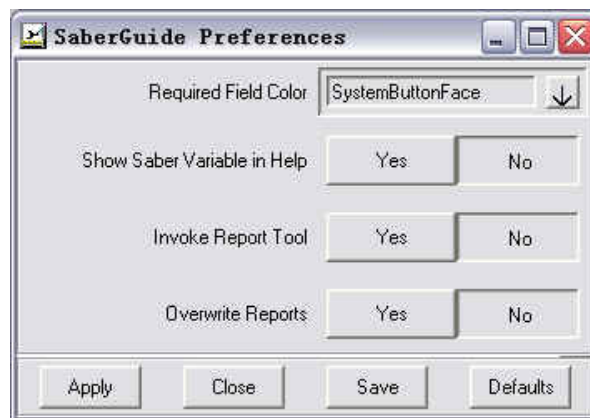 SaberGuide Preferences
Required Field Color SystemButtonFace
Show Saber Variable in Help Yes No
Invoke Report Tool Yes No
Overwrite Reports Yes No
Apply Close Save Defaults